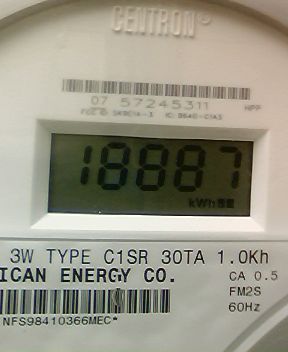 CENTRON®
07 57245311
18887
kWh
3W TYPE C1SR 30TA 1.0Kh
ICAN ENERGY CO.
CA 0.5
FM2S
60Hz
NFS98410366MEC*